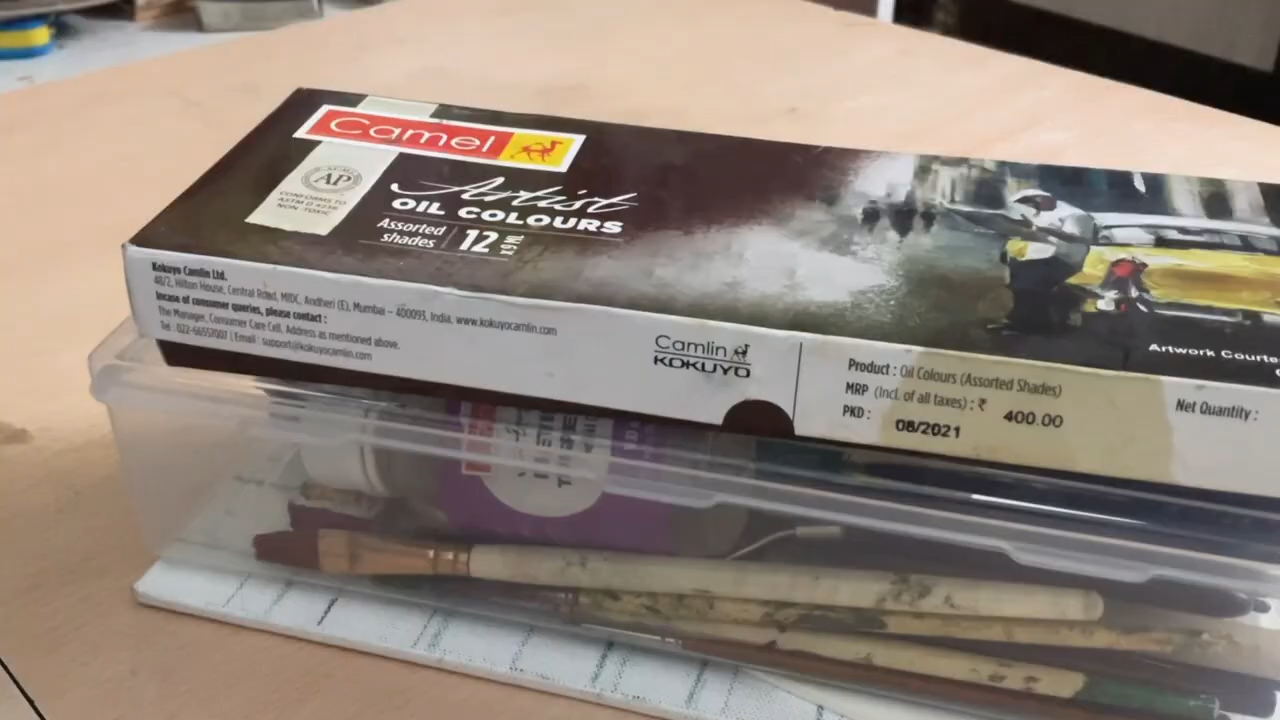 Camel
AP
CONFORMS TO
ASTM D 4236
NON-TOXIC
Artist
OIL COLOURS
Assorted
shades
12
Kokuyo Camlin Ltd.
48/2, Hilton House, Central Road, MIDC, Andheri (E), Mumbai – 400093, India, www.kokuyocamlin.com
Incase of consumer queries, please contact :
The Manager, Consumer Care Cell, Address as mentioned above.
Tel : 022-66557007 | Email : support@kokuyocamlin.com
Camlin
KOKUYO
Product : Oil Colours (Assorted Shades)
MRP (Incl. of all taxes) : ₹ 400.00
PKD : 08/2021
Net Quantity :
Artwork Courte